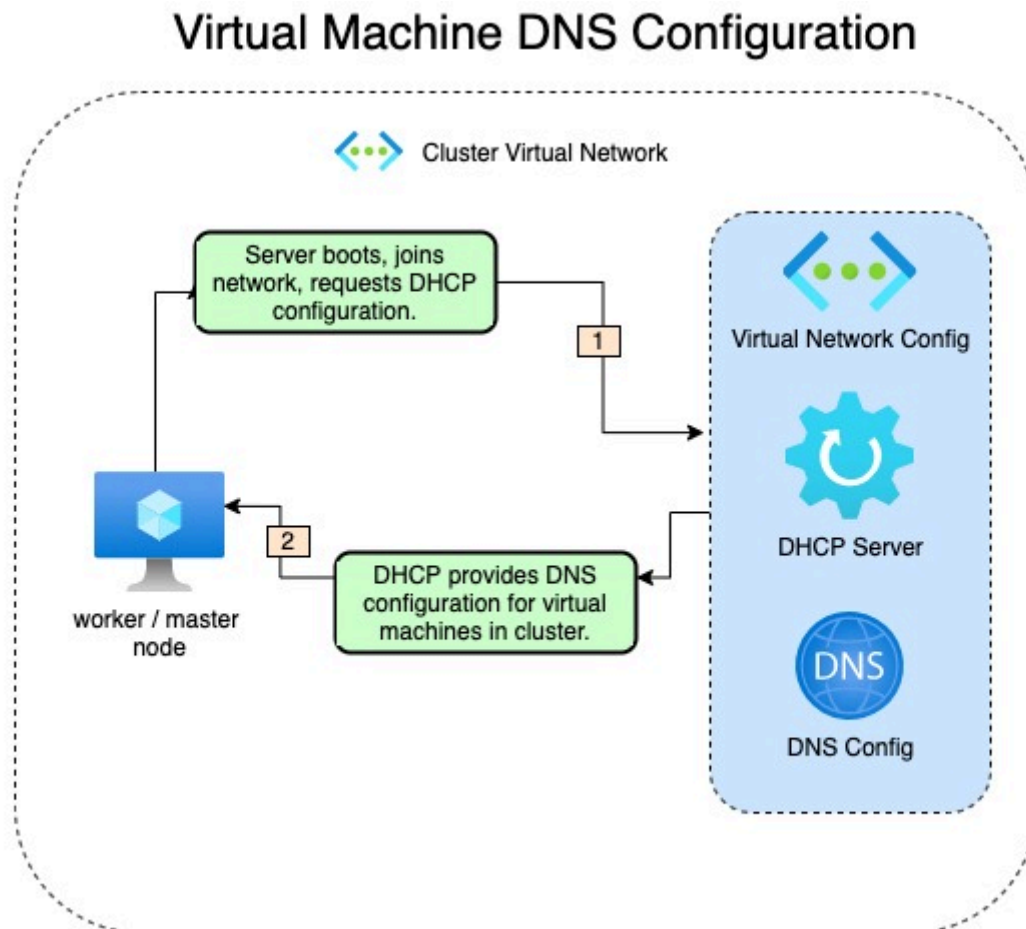 Virtual Machine DNS Configuration
Cluster Virtual Network
Server boots, joins
network, requests DHCP
configuration.
1
Virtual Network Config
DHCP Server
2
DHCP provides DNS
configuration for virtual
machines in cluster.
worker / master
node
DNS
DNS Config